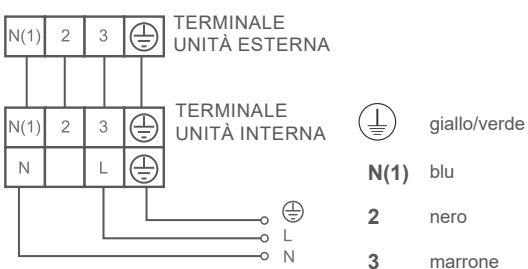 N(1) 2 3 TERMINALE
UNITÀ ESTERNA
N(1) 2 3 TERMINALE
UNITÀ INTERNA
N L
L
N
giallo/verde
N(1) blu
2 nero
3 marrone